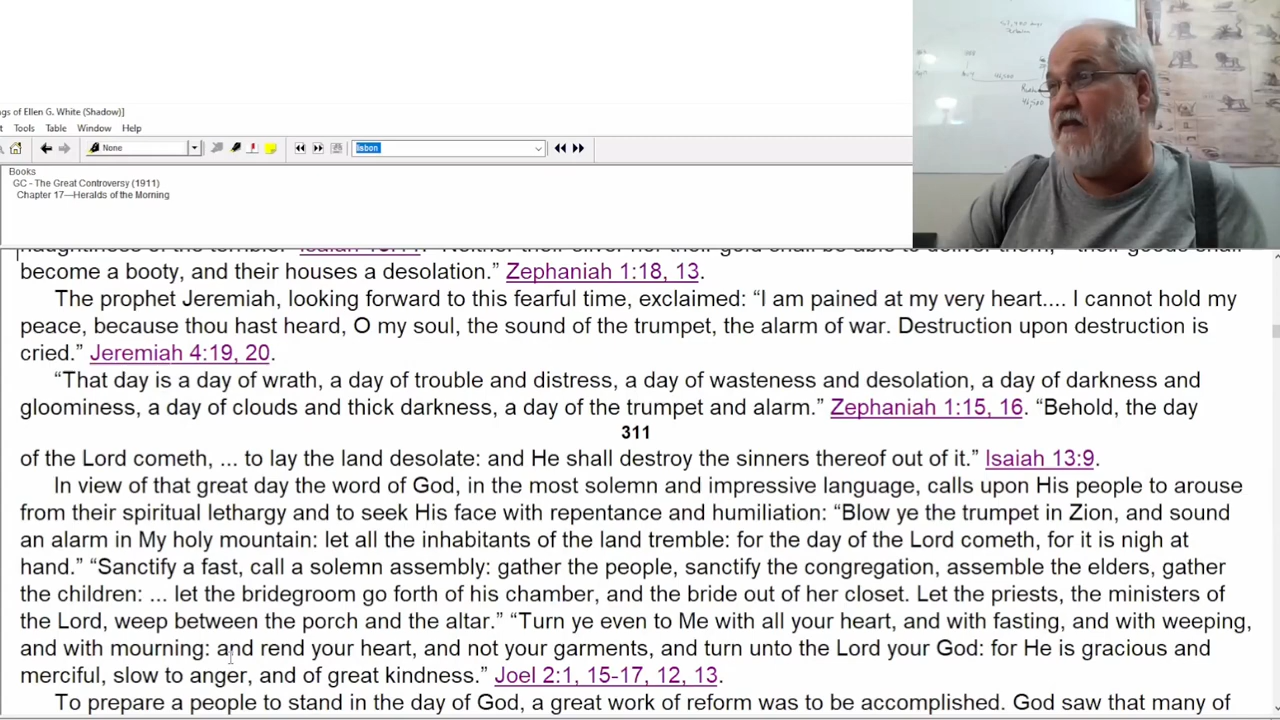 gs of Ellen G. White (Shadow)]
t Tools Table Window Help
None lisbon
Books
GC - The Great Controversy (1911)
Chapter 17—Heralds of the Morning
become a booty, and their houses a desolation.” Zephaniah 1:18, 13.
The prophet Jeremiah, looking forward to this fearful time, exclaimed: “I am pained at my very heart.... I cannot hold my
peace, because thou hast heard, O my soul, the sound of the trumpet, the alarm of war. Destruction upon destruction is
cried.” Jeremiah 4:19, 20.
“That day is a day of wrath, a day of trouble and distress, a day of wasteness and desolation, a day of darkness and
gloominess, a day of clouds and thick darkness, a day of the trumpet and alarm.” Zephaniah 1:15, 16. “Behold, the day
311
of the Lord cometh, ... to lay the land desolate: and He shall destroy the sinners thereof out of it.” Isaiah 13:9.
In view of that great day the word of God, in the most solemn and impressive language, calls upon His people to arouse
from their spiritual lethargy and to seek His face with repentance and humiliation: “Blow ye the trumpet in Zion, and sound
an alarm in My holy mountain: let all the inhabitants of the land tremble: for the day of the Lord cometh, for it is nigh at
hand.” “Sanctify a fast, call a solemn assembly: gather the people, sanctify the congregation, assemble the elders, gather
the children: ... let the bridegroom go forth of his chamber, and the bride out of her closet. Let the priests, the ministers of
the Lord, weep between the porch and the altar.” “Turn ye even to Me with all your heart, and with fasting, and with weeping,
and with mourning: and rend your heart, and not your garments, and turn unto the Lord your God: for He is gracious and
merciful, slow to anger, and of great kindness.” Joel 2:1, 15-17, 12, 13.
To prepare a people to stand in the day of God, a great work of reform was to be accomplished. God saw that many of